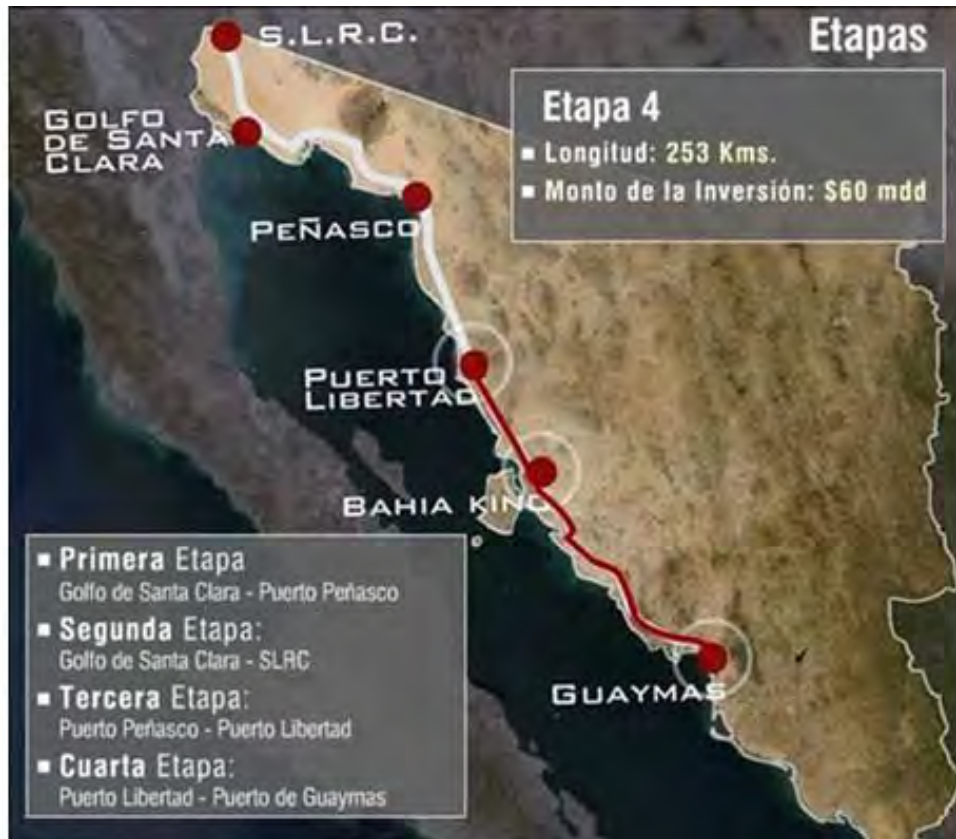 Etapas
S.L.R.C.
GOLFO
DE SANTA
CLARA
Etapa 4
▪ Longitud: 253 Kms.
▪ Monto de la Inversión: $60 mdd
PEÑASCO
PUERTO
LIBERTAD
BAHIA KINO
▪ Primera Etapa
Golfo de Santa Clara - Puerto Peñasco
▪ Segunda Etapa:
Golfo de Santa Clara - SLRC
▪ Tercera Etapa:
Puerto Peñasco - Puerto Libertad
▪ Cuarta Etapa:
Puerto Libertad - Puerto de Guaymas
GUAYMAS